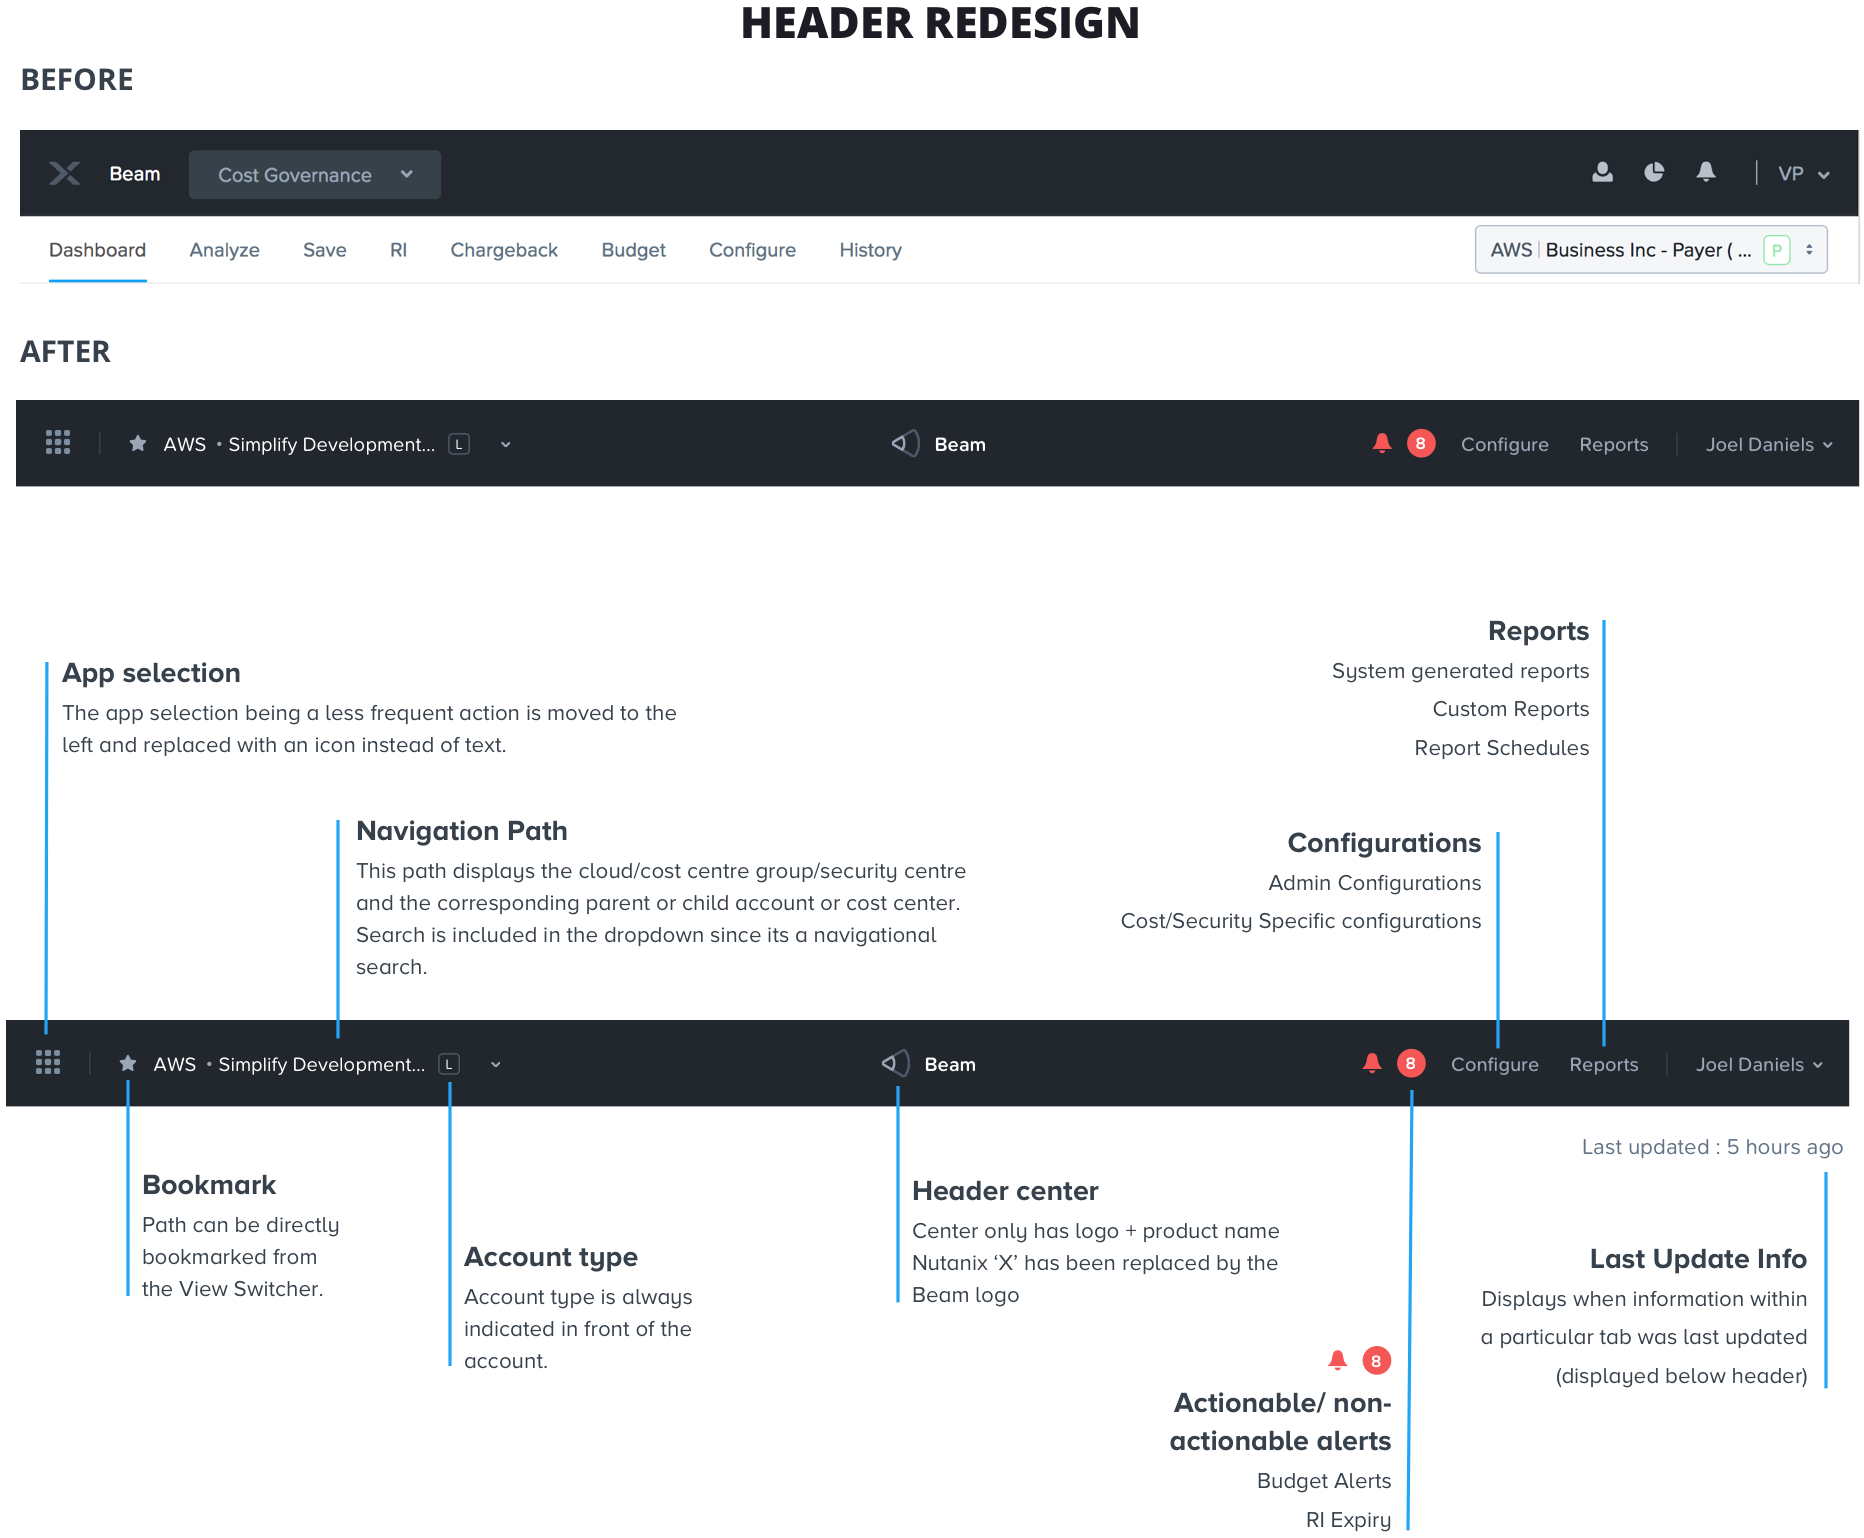 HEADER REDESIGN
BEFORE
Beam Cost Governance VP
Dashboard Analyze Save RI Chargeback Budget Configure History AWS Business Inc - Payer ( ... P
AFTER
AWS • Simplify Development... L Beam 8 Configure Reports Joel Daniels
Reports
System generated reports
Custom Reports
Report Schedules
App selection
The app selection being a less frequent action is moved to the
left and replaced with an icon instead of text.
Navigation Path
This path displays the cloud/cost centre group/security centre
and the corresponding parent or child account or cost center.
Search is included in the dropdown since its a navigational
search.
Configurations
Admin Configurations
Cost/Security Specific configurations
AWS • Simplify Development... L Beam 8 Configure Reports Joel Daniels
Last updated : 5 hours ago
Bookmark
Path can be directly
bookmarked from
the View Switcher.
Account type
Account type is always
indicated in front of the
account.
Header center
Center only has logo + product name
Nutanix ‘X’ has been replaced by the
Beam logo
Last Update Info
Displays when information within
a particular tab was last updated
(displayed below header)
8
Actionable/ non-
actionable alerts
Budget Alerts
RI Expiry